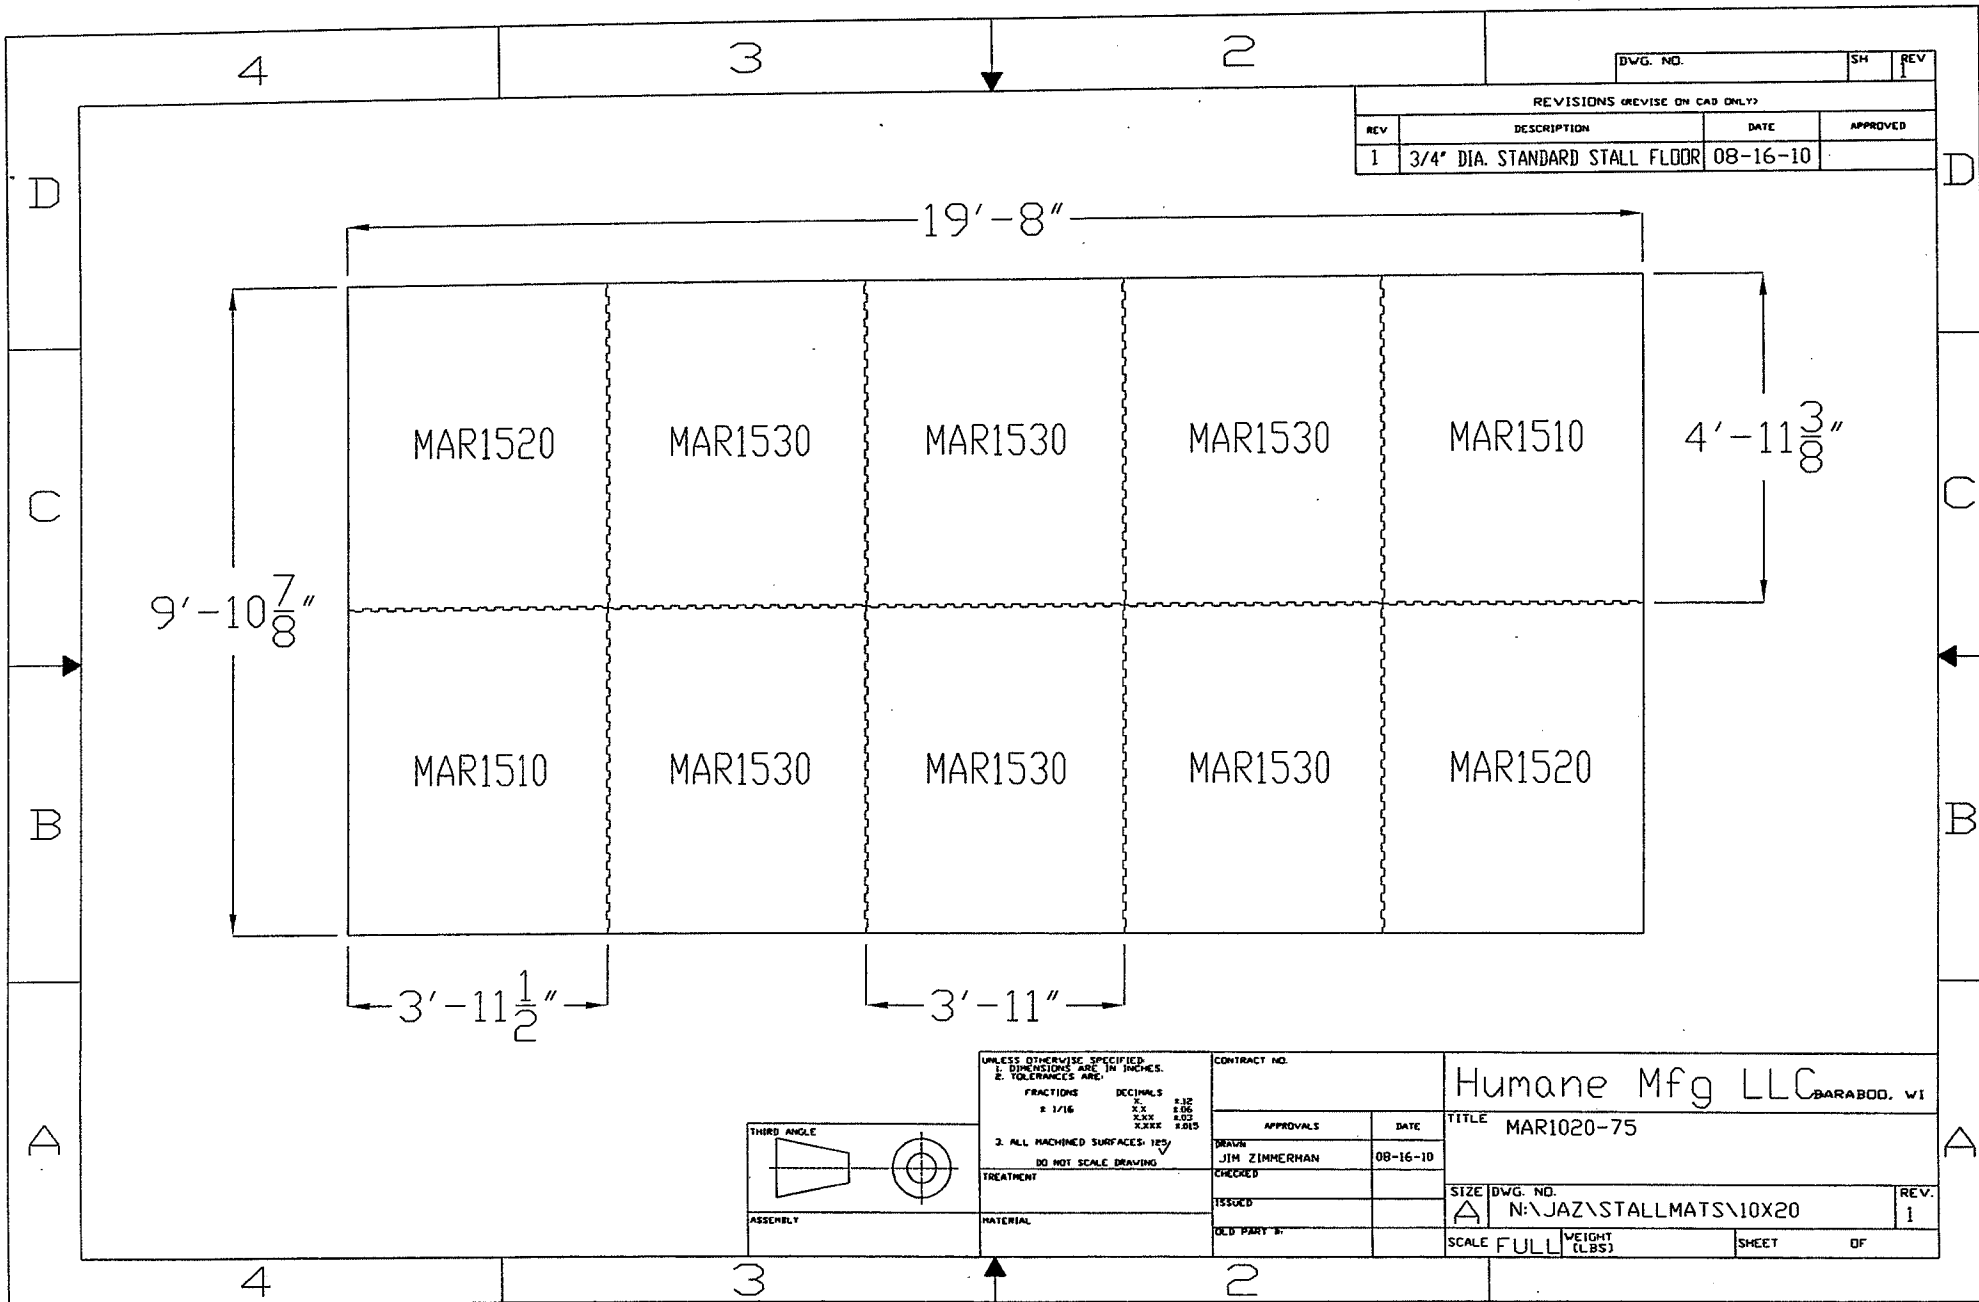 4 3 2
DWG. NO. SH REV
1
REVISIONS (REVISE ON CAD ONLY)
REV DESCRIPTION DATE APPROVED
1 3/4" DIA. STANDARD STALL FLOOR 08-16-10
D D
19'-8"
MAR1520 MAR1530 MAR1530 MAR1530 MAR1510
4'-11 3/8"
C C
9'-10 7/8"
MAR1510 MAR1530 MAR1530 MAR1530 MAR1520
B B
3'-11 1/2" 3'-11"
A A
UNLESS OTHERWISE SPECIFIED:
1. DIMENSIONS ARE IN INCHES.
2. TOLERANCES ARE:
FRACTIONS DECIMALS
± 1/16 X. ±.12
X.X ±.06
X.XX ±.03
X.XXX ±.015
3. ALL MACHINED SURFACES: 125
DO NOT SCALE DRAWING
TREATMENT
MATERIAL
THIRD ANGLE
ASSEMBLY
CONTRACT NO.
APPROVALS DATE
DRAWN
JIM ZIMMERMAN 08-16-10
CHECKED
ISSUED
OLD PART #:
Humane Mfg LLC BARABOO, WI
TITLE MAR1020-75
SIZE DWG. NO. REV.
A N:\JAZ\STALLMATS\10X20 1
SCALE FULL WEIGHT (LBS) SHEET OF
4 3 2